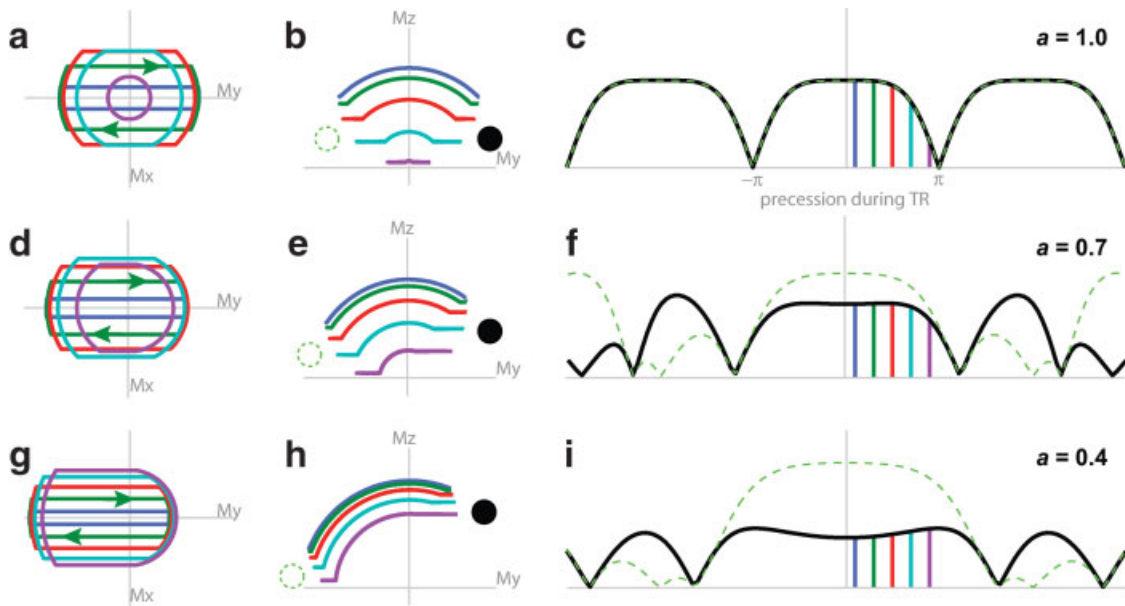 a
My
Mx
b
Mz
My
c
a = 1.0
−π
π
precession during TR
d
My
Mx
e
My
f
a = 0.7
g
My
Mx
h
Mz
My
i
a = 0.4